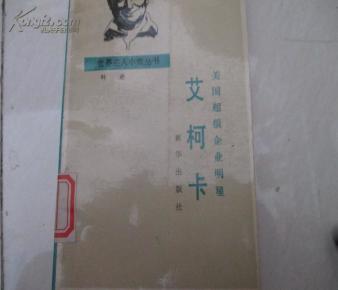 世界名人小传丛书
美国超级企业明星
艾柯卡
新华出版社